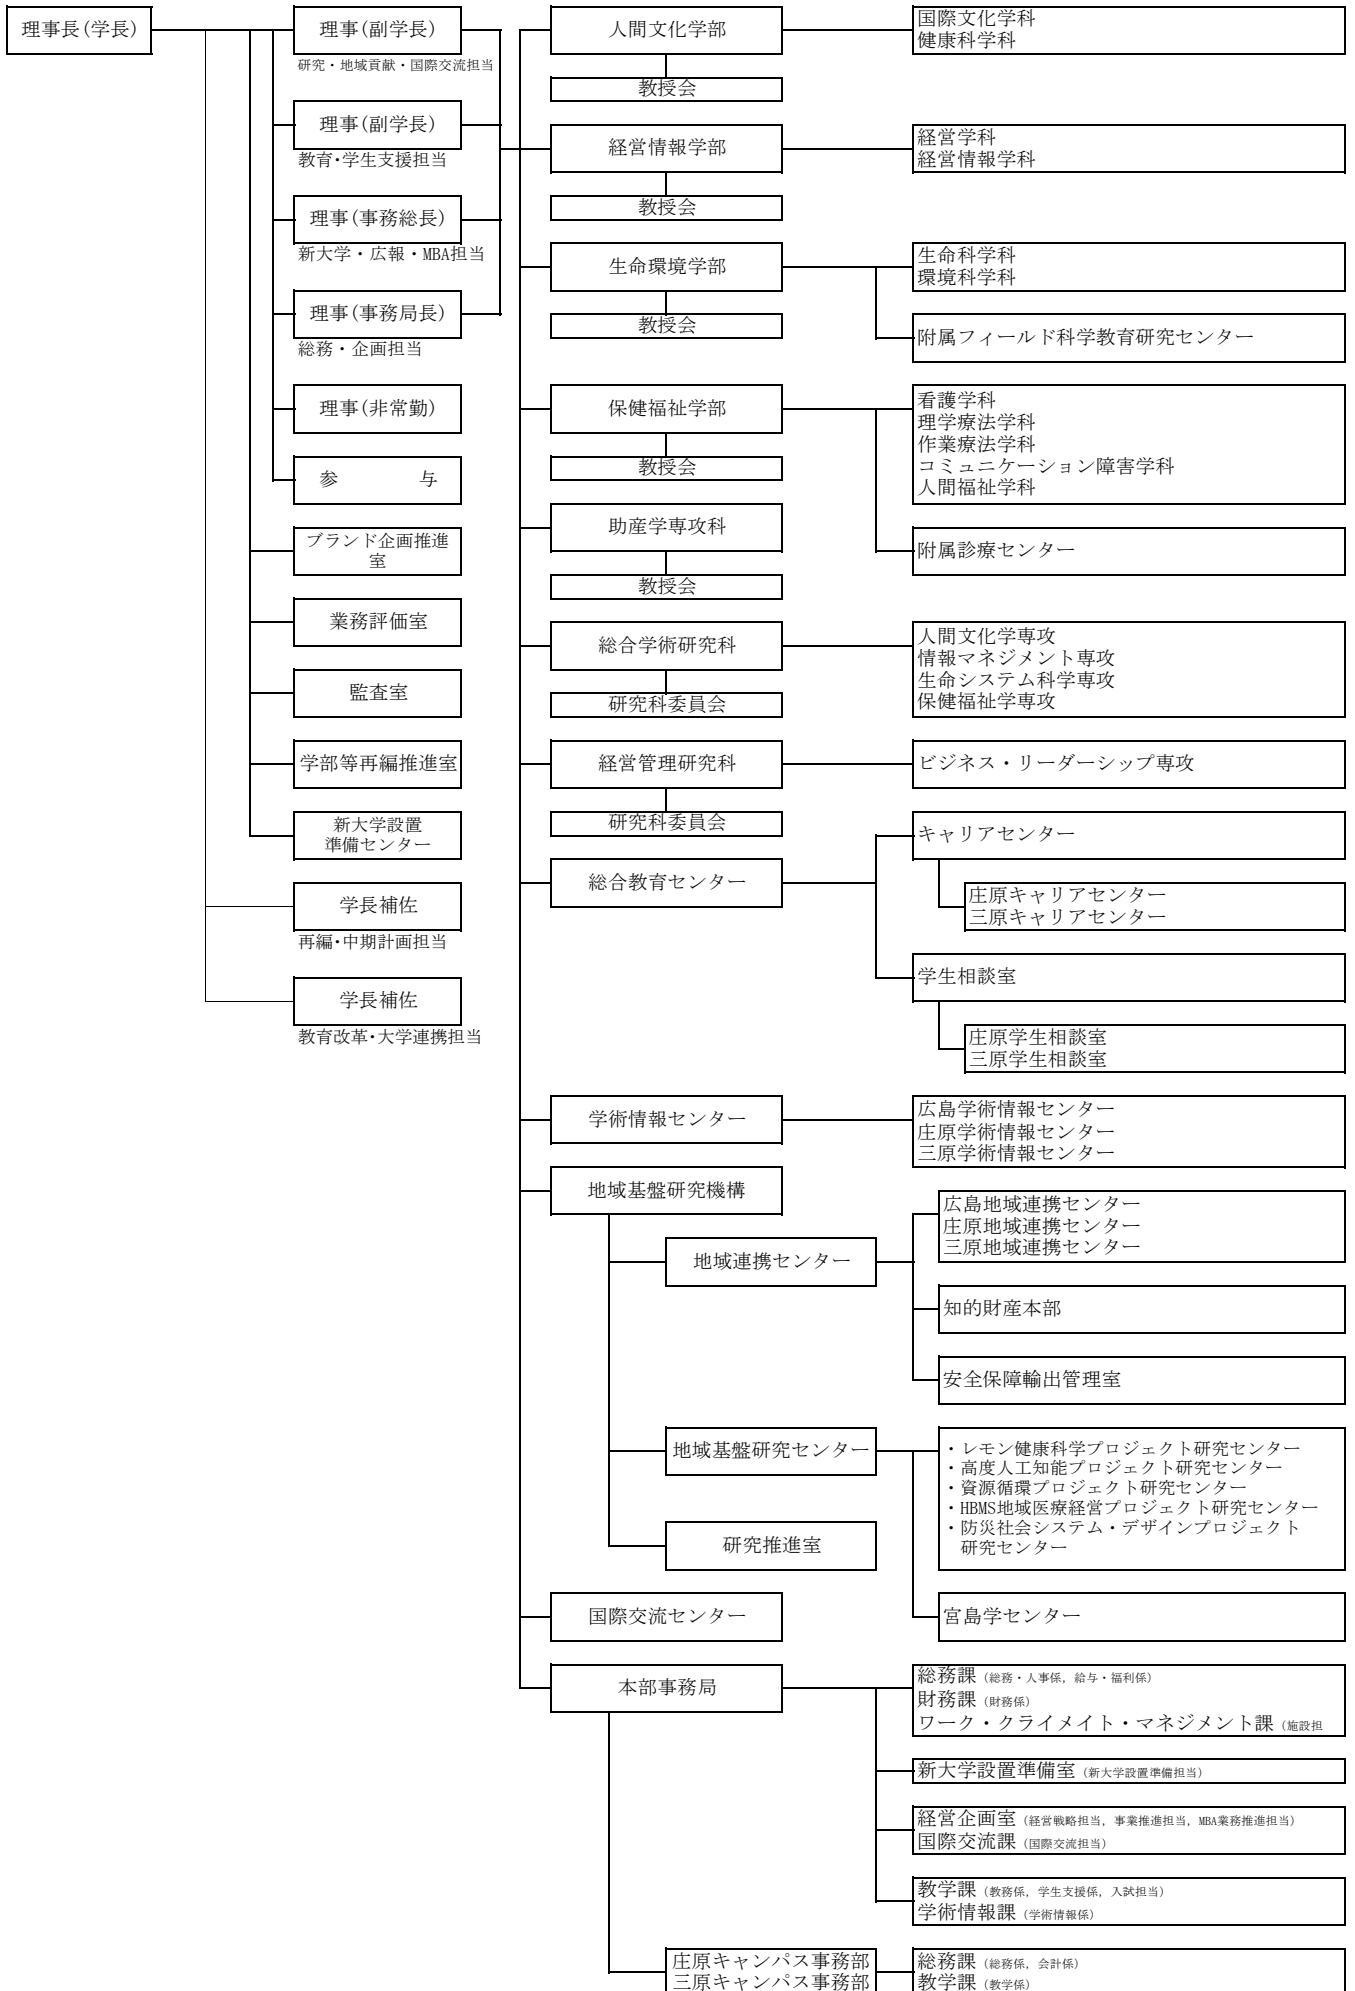 理事長(学長)
理事(副学長)
研究・地域貢献・国際交流担当
理事(副学長)
教育・学生支援担当
理事(事務総長)
新大学・広報・MBA担当
理事(事務局長)
総務・企画担当
理事(非常勤)
参　　与
ブランド企画推進
室
業務評価室
監査室
学部等再編推進室
新大学設置
準備センター
学長補佐
再編・中期計画担当
学長補佐
教育改革・大学連携担当
人間文化学部
教授会
国際文化学科
健康科学科
経営情報学部
教授会
経営学科
経営情報学科
生命環境学部
教授会
生命科学科
環境科学科
附属フィールド科学教育研究センター
保健福祉学部
教授会
看護学科
理学療法学科
作業療法学科
コミュニケーション障害学科
人間福祉学科
附属診療センター
助産学専攻科
教授会
総合学術研究科
研究科委員会
人間文化学専攻
情報マネジメント専攻
生命システム科学専攻
保健福祉学専攻
経営管理研究科
研究科委員会
ビジネス・リーダーシップ専攻
総合教育センター
キャリアセンター
庄原キャリアセンター
三原キャリアセンター
学生相談室
庄原学生相談室
三原学生相談室
学術情報センター
広島学術情報センター
庄原学術情報センター
三原学術情報センター
地域基盤研究機構
地域連携センター
広島地域連携センター
庄原地域連携センター
三原地域連携センター
知的財産本部
安全保障輸出管理室
地域基盤研究センター
・レモン健康科学プロジェクト研究センター
・高度人工知能プロジェクト研究センター
・資源循環プロジェクト研究センター
・HBMS地域医療経営プロジェクト研究センター
・防災社会システム・デザインプロジェクト
研究センター
宮島学センター
研究推進室
国際交流センター
本部事務局
総務課(総務・人事係, 給与・福利係)
財務課(財務係)
ワーク・クライメイト・マネジメント課(施設担
新大学設置準備室(新大学設置準備担当)
経営企画室(経営戦略担当, 事業推進担当, MBA業務推進担当)
国際交流課(国際交流担当)
教学課(教務係, 学生支援係, 入試担当)
学術情報課(学術情報係)
庄原キャンパス事務部
三原キャンパス事務部
総務課(総務係, 会計係)
教学課(教学係)